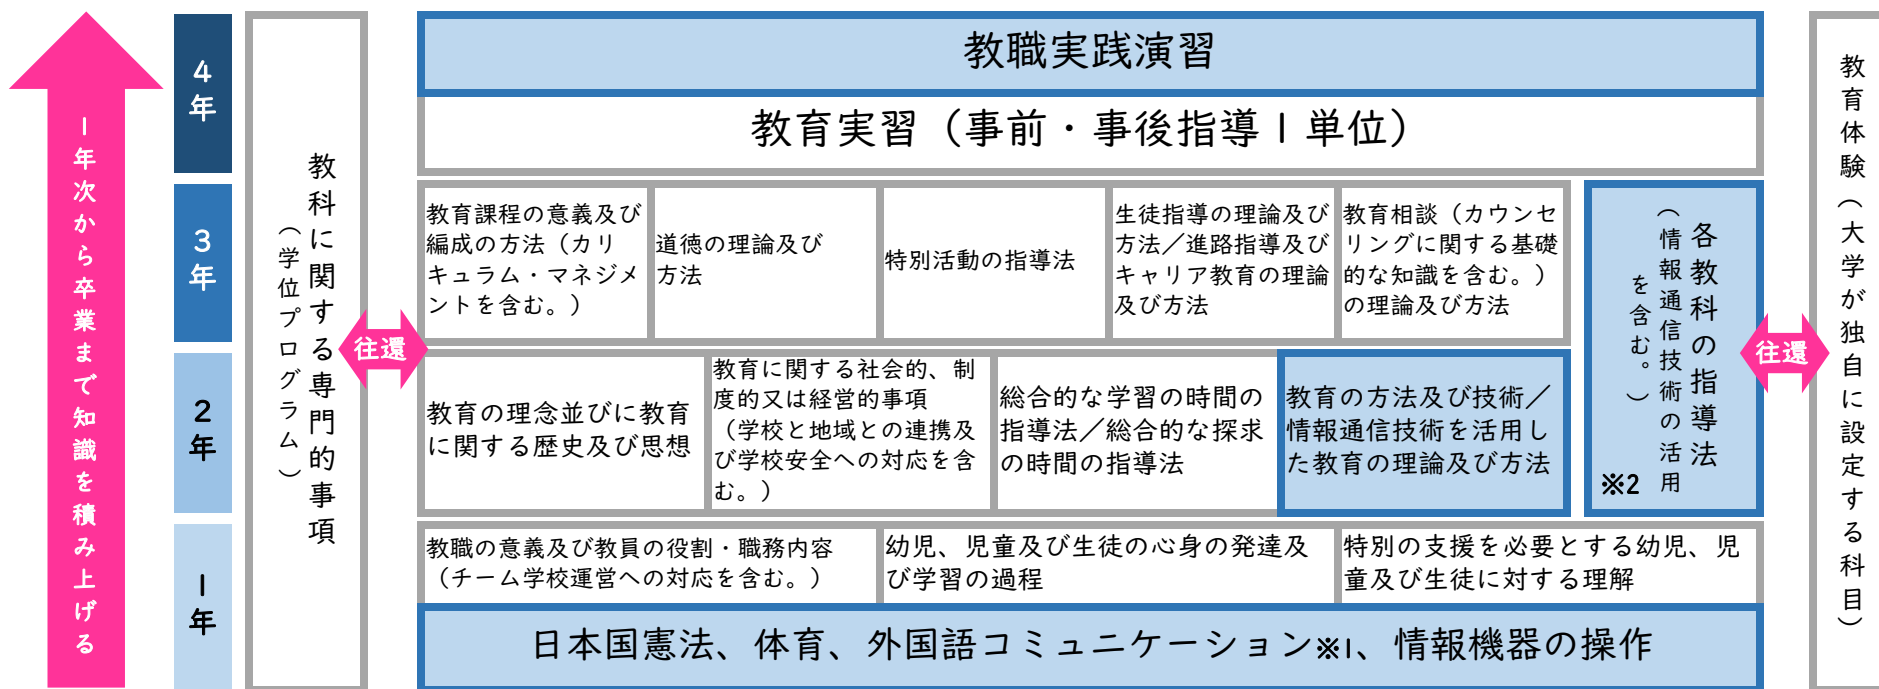 1年次から卒業まで知識を積み上げる
4年
3年
2年
1年
教科に関する専門的事項
（学位プログラム）
往還
教職実践演習
教育実習（事前・事後指導1単位）
教育課程の意義及び
編成の方法（カリ
キュラム・マネジメ
ントを含む。）
道徳の理論及び
方法
特別活動の指導法
生徒指導の理論及び
方法／進路指導及び
キャリア教育の理論
及び方法
教育相談（カウンセ
リングに関する基礎
的な知識を含む。）
の理論及び方法
各教科の指導法
（情報通信技術の活用
を含む。）
※2
教育の理念並びに教育
に関する歴史及び思想
教育に関する社会的、制
度的又は経営的事項
（学校と地域との連携及
び学校安全への対応を含
む。）
総合的な学習の時間の
指導法／総合的な探求
の時間の指導法
教育の方法及び技術／
情報通信技術を活用し
た教育の理論及び方法
教職の意義及び教員の役割・職務内容
（チーム学校運営への対応を含む。）
幼児、児童及び生徒の心身の発達及
び学習の過程
特別の支援を必要とする幼児、児
童及び生徒に対する理解
日本国憲法、体育、外国語コミュニケーション※1、情報機器の操作
往還
教育体験（大学が独自に設定する科目）